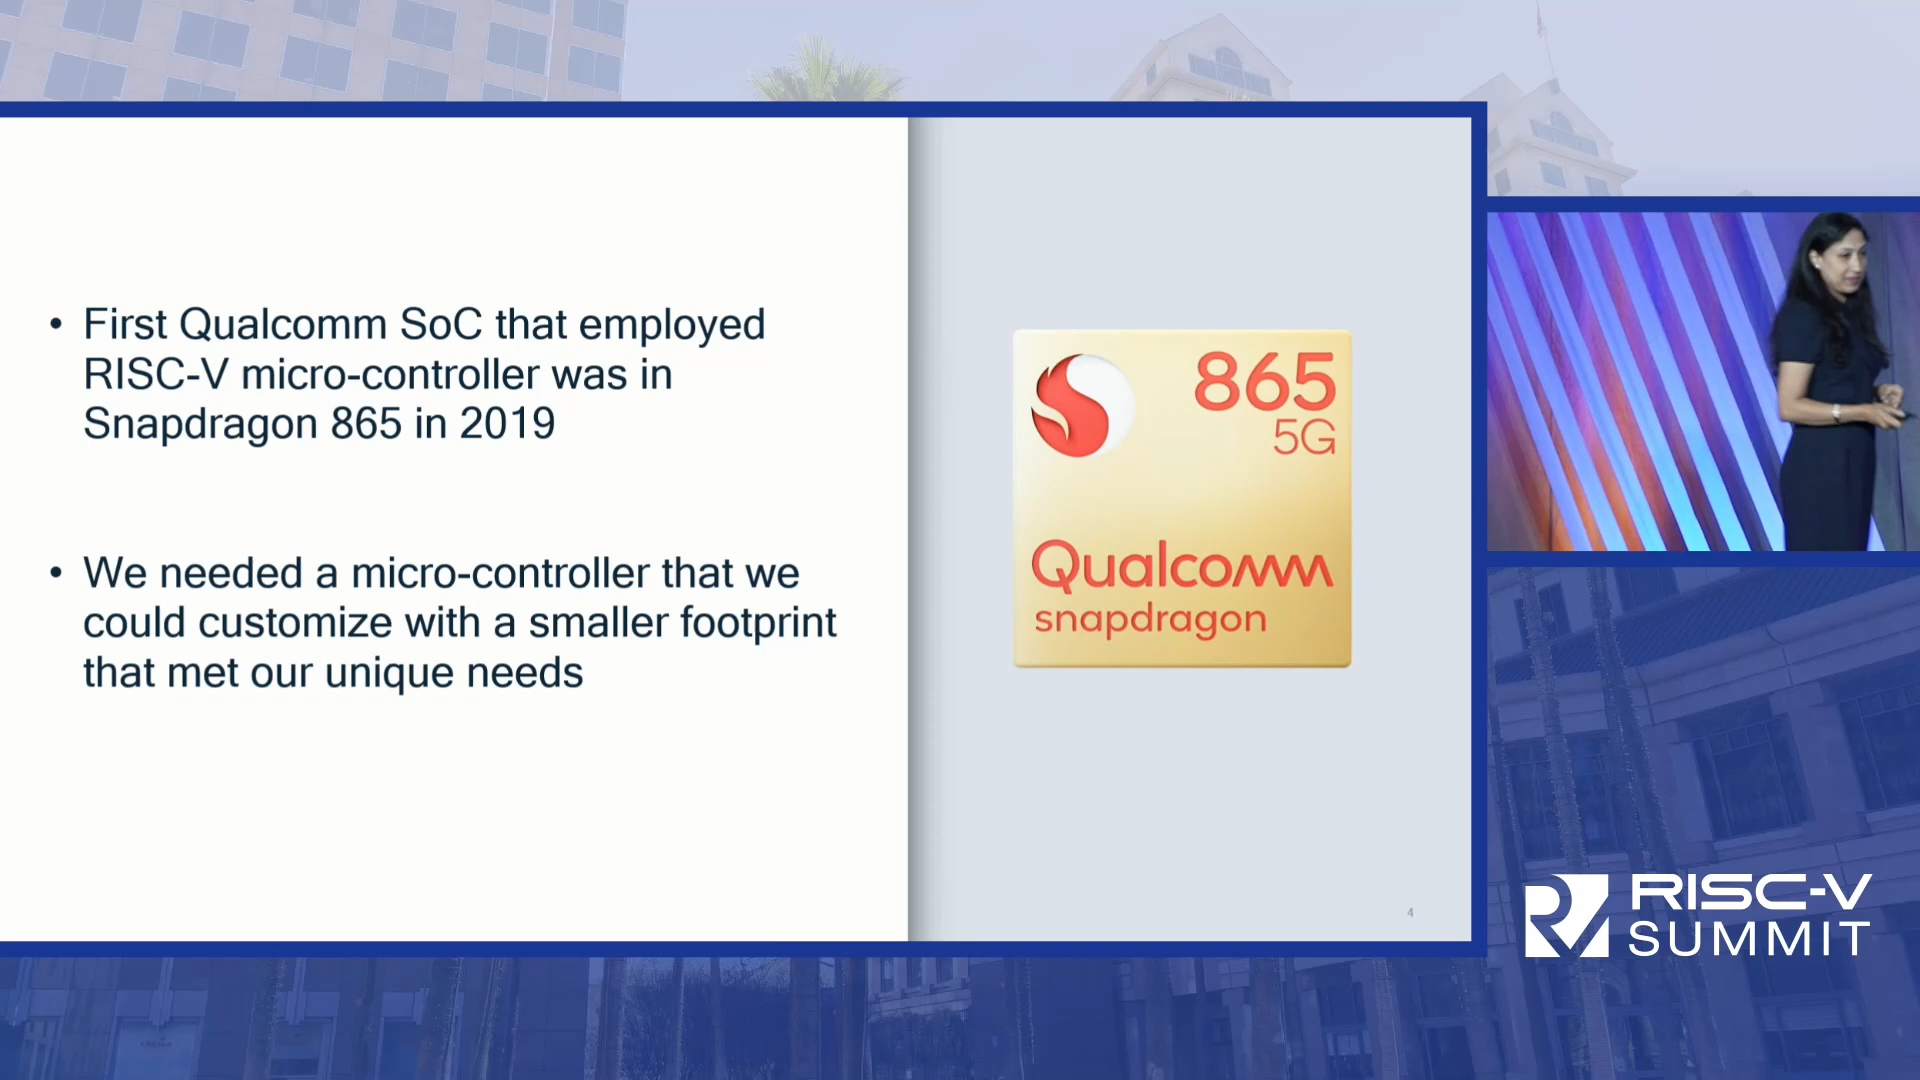 • First Qualcomm SoC that employed
RISC-V micro-controller was in
Snapdragon 865 in 2019
• We needed a micro-controller that we
could customize with a smaller footprint
that met our unique needs
865
5G
Qualcomm
snapdragon
4
RISC-V
SUMMIT